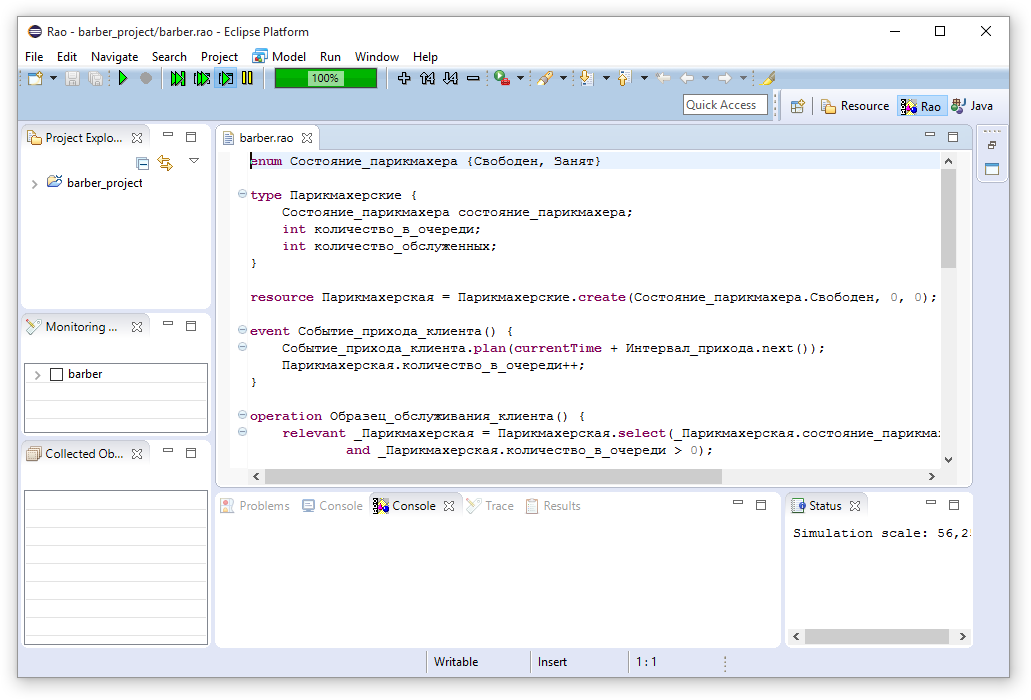 Rao - barber_project/barber.rao - Eclipse Platform
File Edit Navigate Search Project Model Run Window Help
100%
Quick Access Resource Rao Java
Project Explo...
barber_project
Monitoring ...
barber
Collected Ob...
barber.rao
enum Состояние_парикмахера {Свободен, Занят}
type Парикмахерские {
Состояние_парикмахера состояние_парикмахера;
int количество_в_очереди;
int количество_обслуженных;
}
resource Парикмахерская = Парикмахерские.create(Состояние_парикмахера.Свободен, 0, 0);
event Событие_прихода_клиента() {
Событие_прихода_клиента.plan(currentTime + Интервал_прихода.next());
Парикмахерская.количество_в_очереди++;
}
operation Образец_обслуживания_клиента() {
relevant _Парикмахерская = Парикмахерская.select(_Парикмахерская.состояние_парикма
and _Парикмахерская.количество_в_очереди > 0);
Problems Console Console Trace Results
Status
Simulation scale: 56,2
Writable Insert 1 : 1